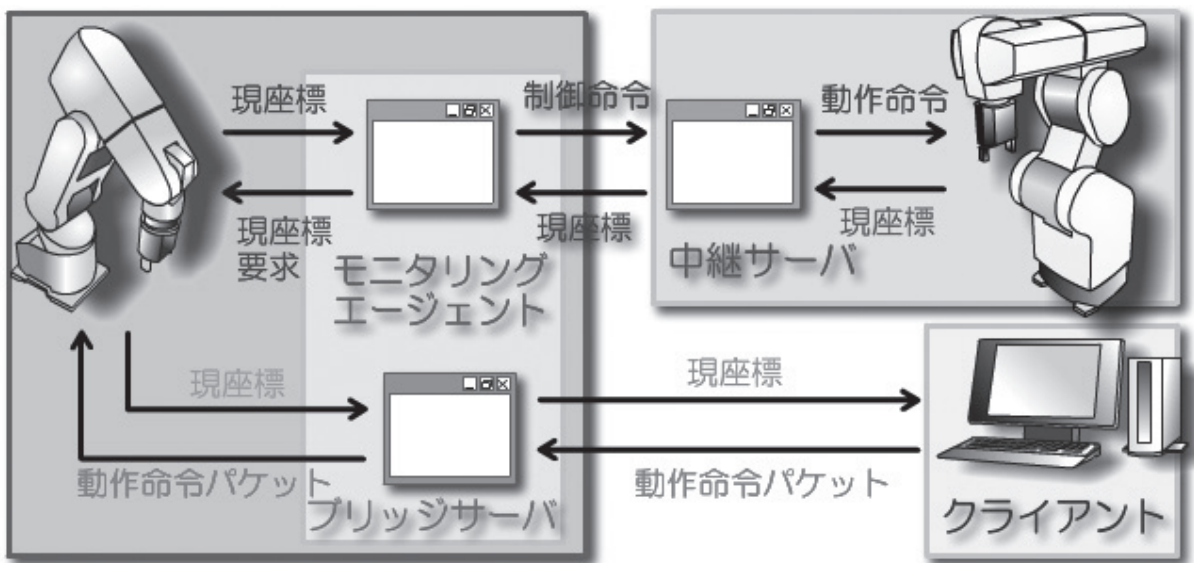 現座標
制御命令
動作命令
現座標
要求
現座標
現座標
モニタリング
エージェント
中継サーバ
現座標
現座標
動作命令パケット
動作命令パケット
ブリッジサーバ
クライアント